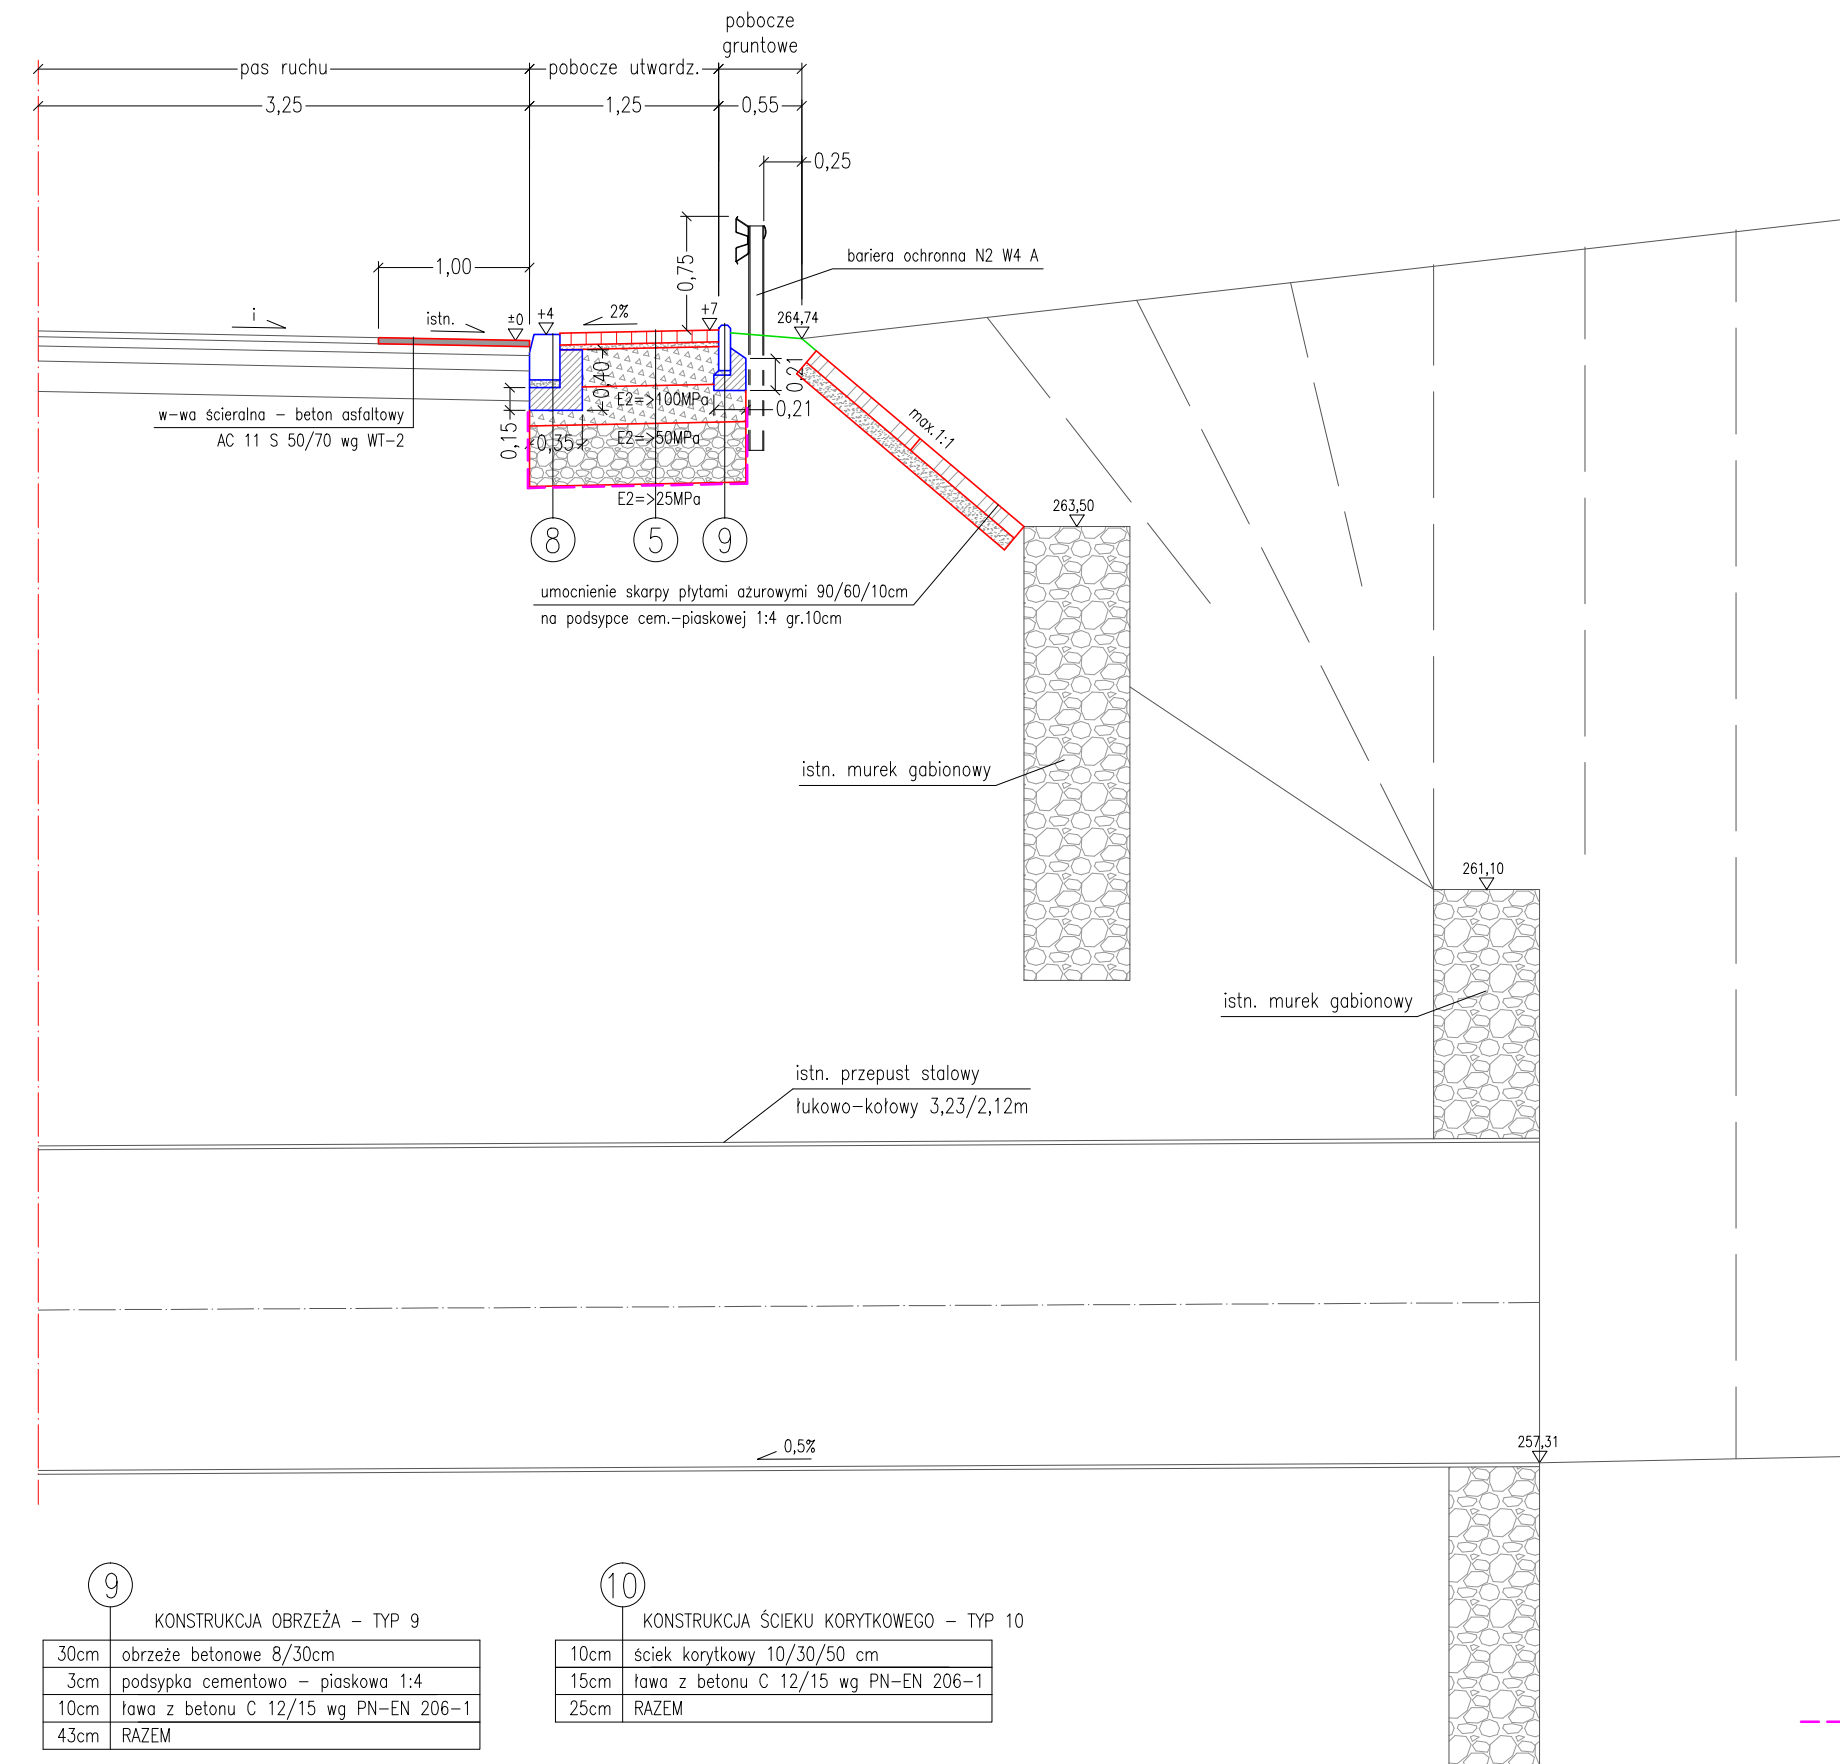 pobocze
gruntowe
pas ruchu
pobocze utwardz.
3,25
1,25
0,55
0,25
0,75
bariera ochronna N2 W4 A
1,00
i
istn.
±0
+4
2%
+7
264,74
0,40
0,21
E2=>100MPa
0,21
w-wa ścieralna – beton asfaltowy
AC 11 S 50/70 wg WT-2
0,15
0,35
E2=>50MPa
max.1:1
E2=>25MPa
263,50
8
5
9
umocnienie skarpy płytami ażurowymi 90/60/10cm
na podsypce cem.-piaskowej 1:4 gr.10cm
istn. murek gabionowy
261,10
istn. murek gabionowy
istn. przepust stalowy
łukowo-kołowy 3,23/2,12m
0,5%
257,31
9
KONSTRUKCJA OBRZEŻA – TYP 9
30cm obrzeże betonowe 8/30cm
3cm podsypka cementowo – piaskowa 1:4
10cm ława z betonu C 12/15 wg PN-EN 206-1
43cm RAZEM
10
KONSTRUKCJA ŚCIEKU KORYTKOWEGO – TYP 10
10cm ściek korytkowy 10/30/50 cm
15cm ława z betonu C 12/15 wg PN-EN 206-1
25cm RAZEM